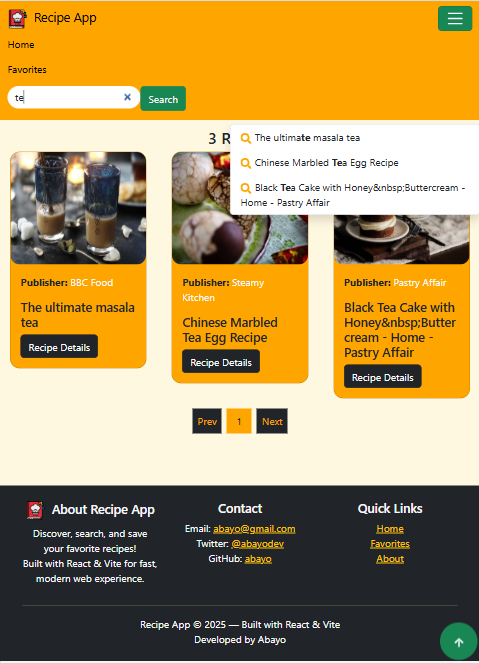 Recipe App
Home
Favorites
te
Search
The ultimate masala tea
Chinese Marbled Tea Egg Recipe
Black Tea Cake with Honey&nbsp;Buttercream -
Home - Pastry Affair
3 R
Publisher: BBC Food
The ultimate masala
tea
Recipe Details
Publisher: Steamy
Kitchen
Chinese Marbled
Tea Egg Recipe
Recipe Details
Publisher: Pastry Affair
Black Tea Cake with
Honey&nbsp;Butter
cream - Home -
Pastry Affair
Recipe Details
Prev
1
Next
About Recipe App
Discover, search, and save
your favorite recipes!
Built with React & Vite for fast,
modern web experience.
Contact
Email: abayo@gmail.com
Twitter: @abayodev
GitHub: abayo
Quick Links
Home
Favorites
About
Recipe App © 2025 — Built with React & Vite
Developed by Abayo